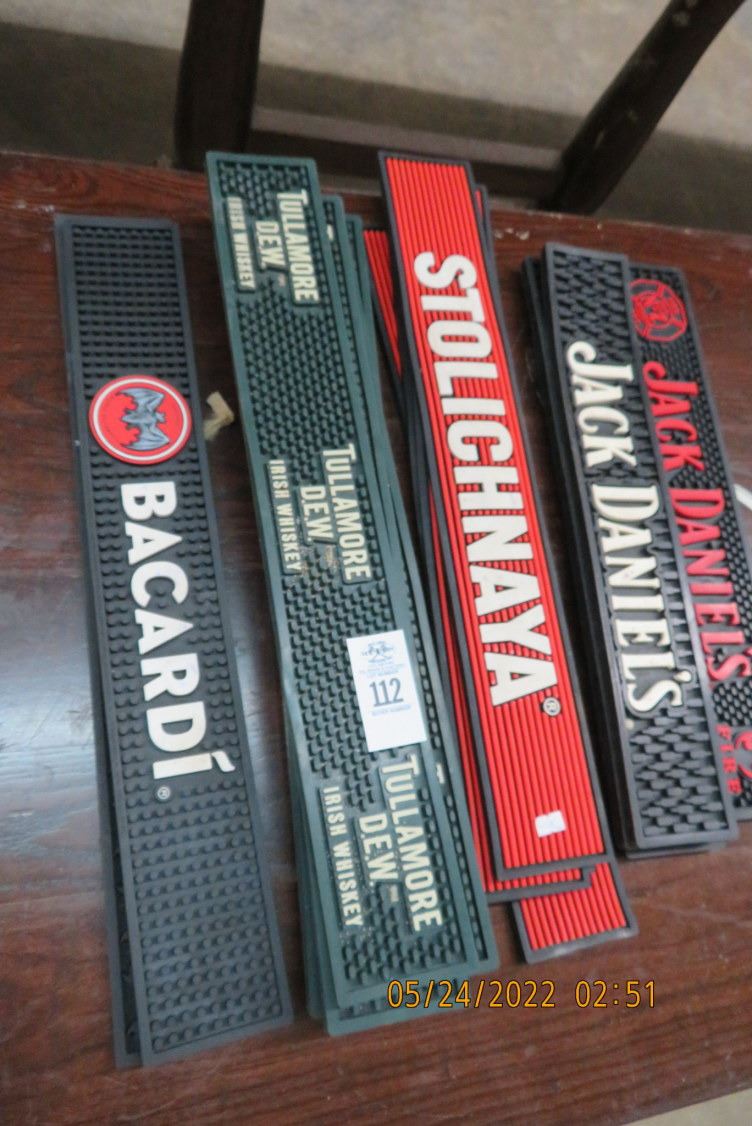 BACARDÍ
®
TULLAMORE
DEW
IRISH WHISKEY
TULLAMORE
DEW
IRISH WHISKEY
112
TULLAMORE
DEW
IRISH WHISKEY
STOLICHNAYA®
JACK DANIEL'S
JACK DANIEL'S
FIRE
05/24/2022 02:51